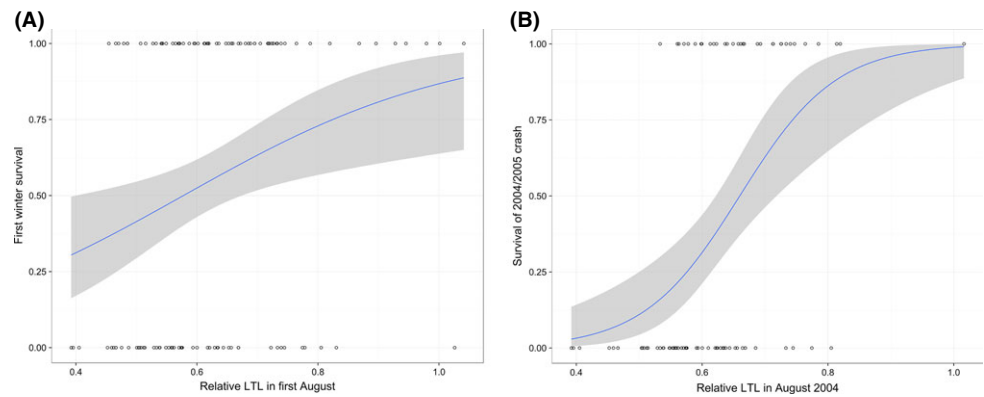 (A)
First winter survival
1.00
0.75
0.50
0.25
0.00
0.4 0.6 0.8 1.0
Relative LTL in first August
(B)
Survival of 2004/2005 crash
1.00
0.75
0.50
0.25
0.00
0.4 0.6 0.8 1.0
Relative LTL in August 2004